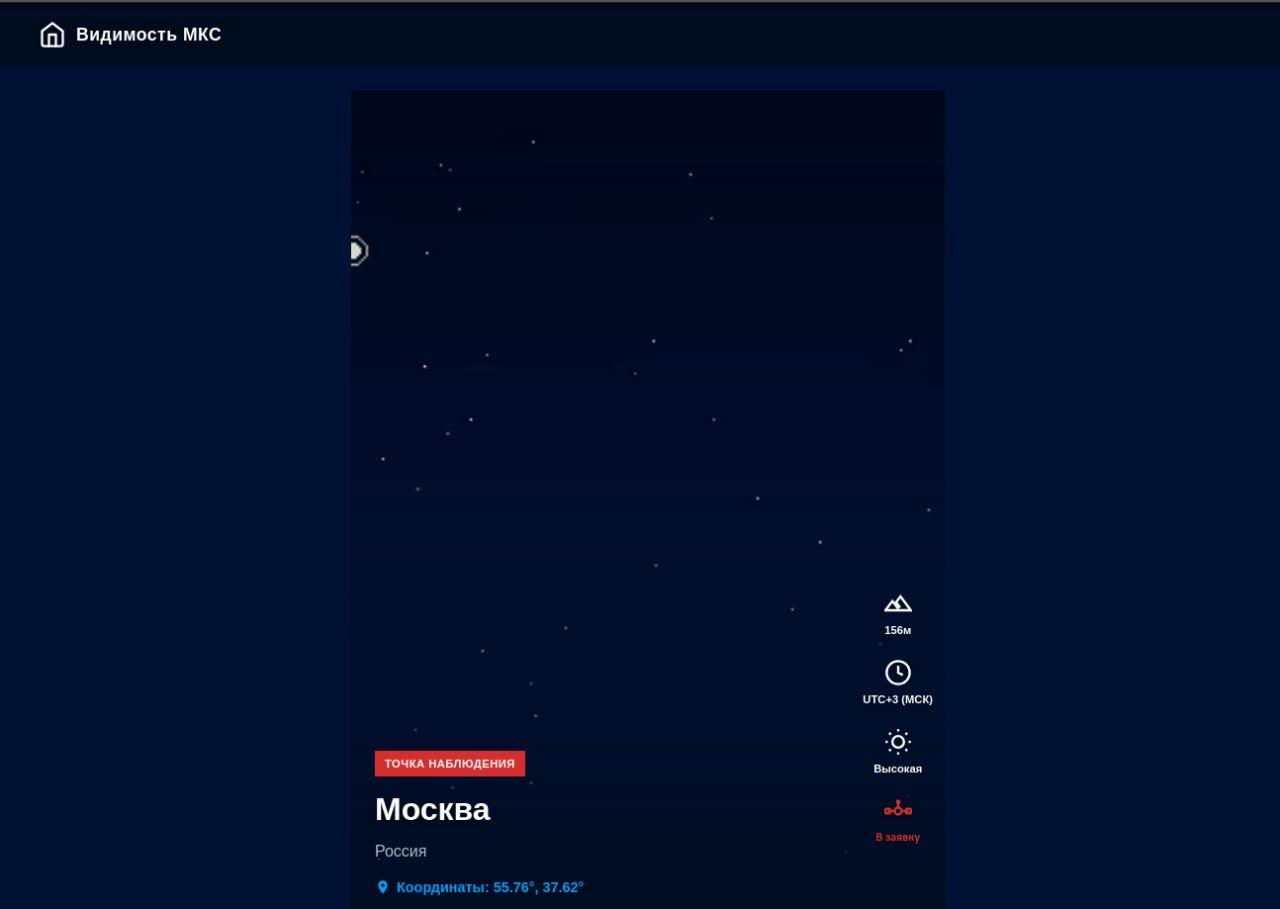 Видимость МКС
156м
UTC+3 (МСК)
Высокая
В заявку
ТОЧКА НАБЛЮДЕНИЯ
Москва
Россия
Координаты: 55.76°, 37.62°